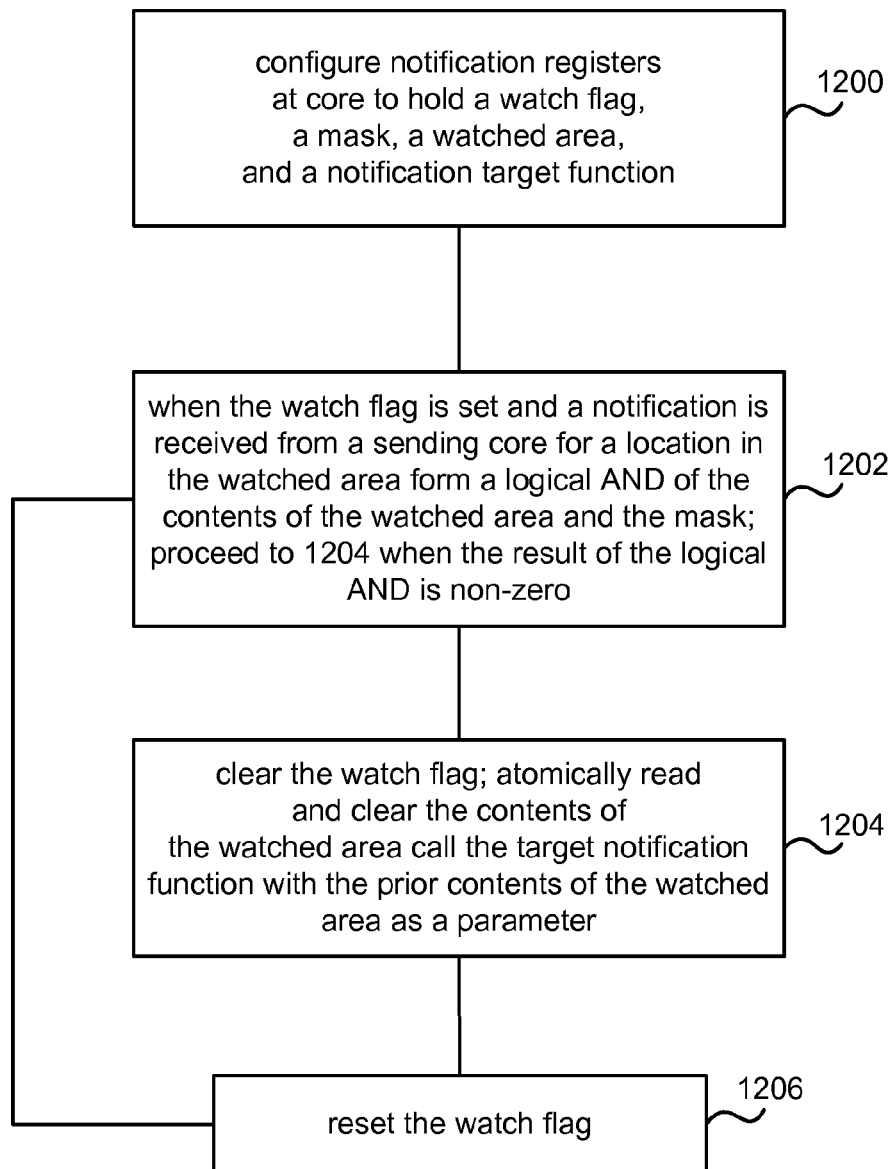 configure notification registers
at core to hold a watch flag,
a mask, a watched area,
and a notification target function
1200
when the watch flag is set and a notification is
received from a sending core for a location in
the watched area form a logical AND of the
contents of the watched area and the mask;
proceed to 1204 when the result of the logical
AND is non-zero
1202
clear the watch flag; atomically read
and clear the contents of
the watched area call the target notification
function with the prior contents of the watched
area as a parameter
1204
reset the watch flag
1206